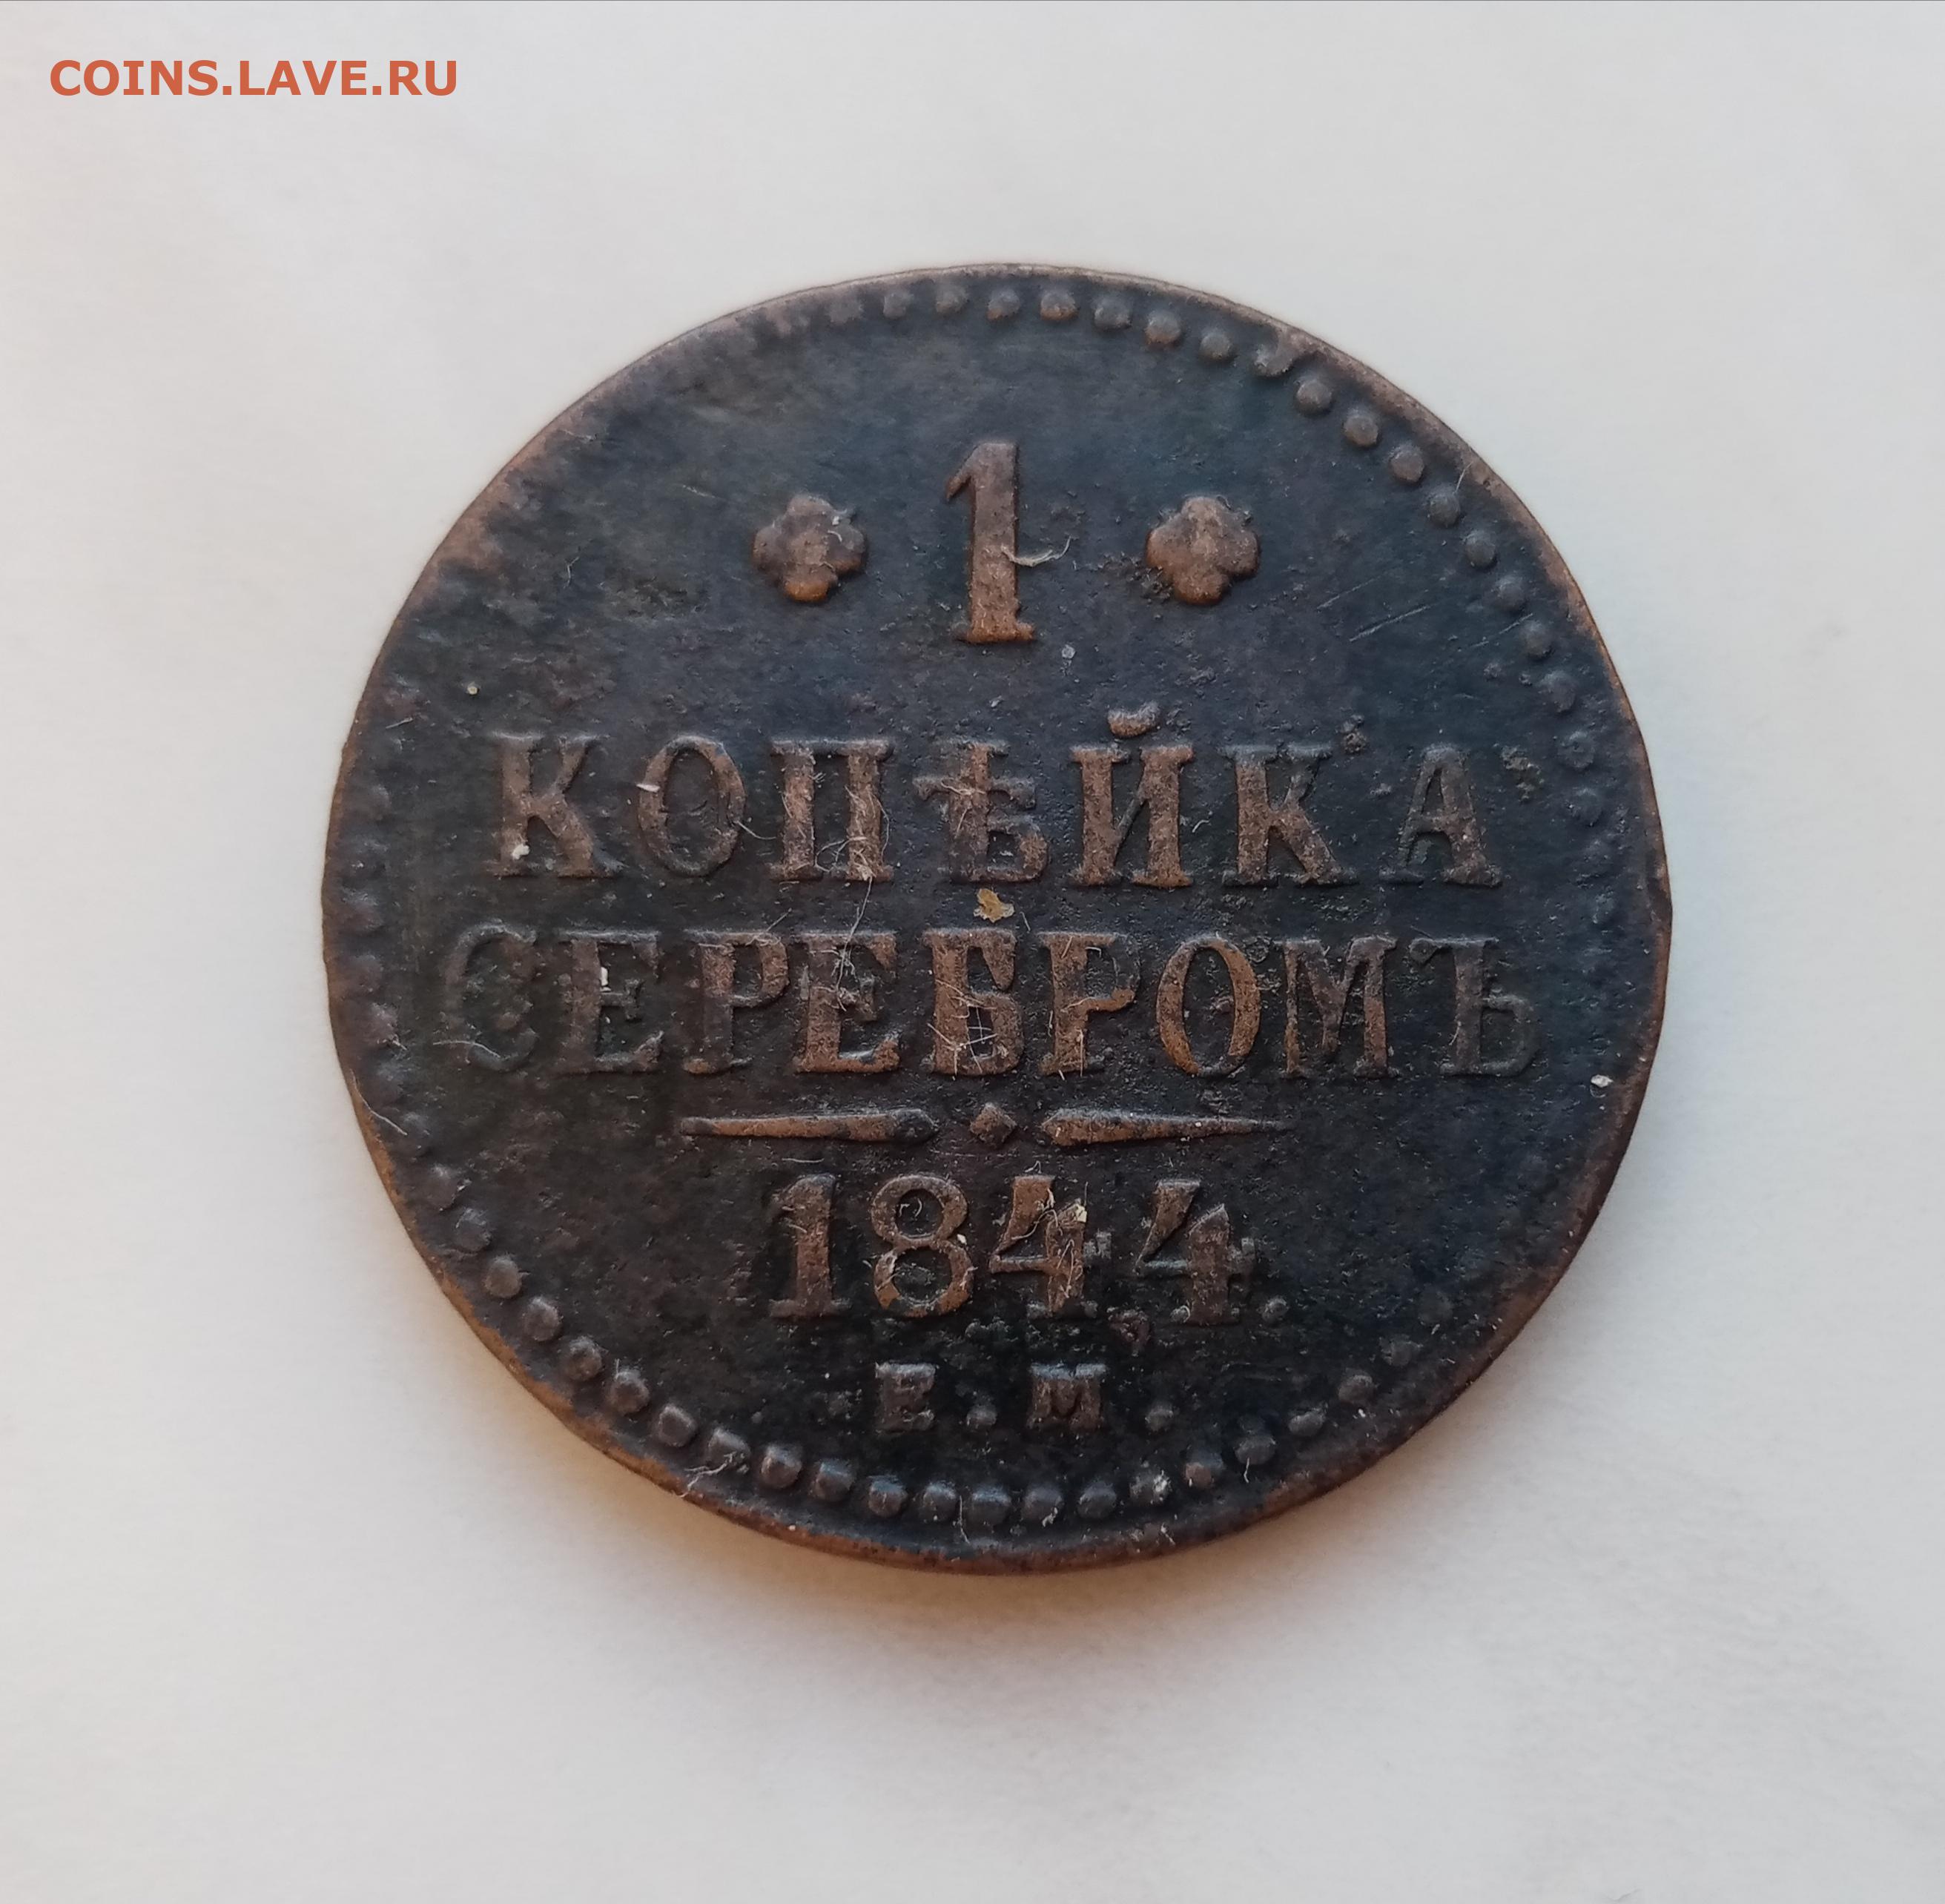 COINS.LAVE.RU
1
КОПѢЙКА
СЕРЕБРОМЪ
1844.
Е.М.